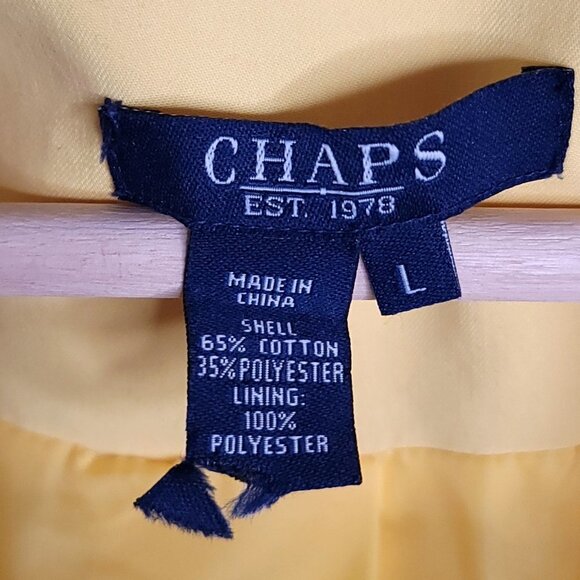 CHAPS
EST. 1978
L
MADE IN
CHINA
SHELL
65% COTTON
35% POLYESTER
LINING:
100%
POLYESTER